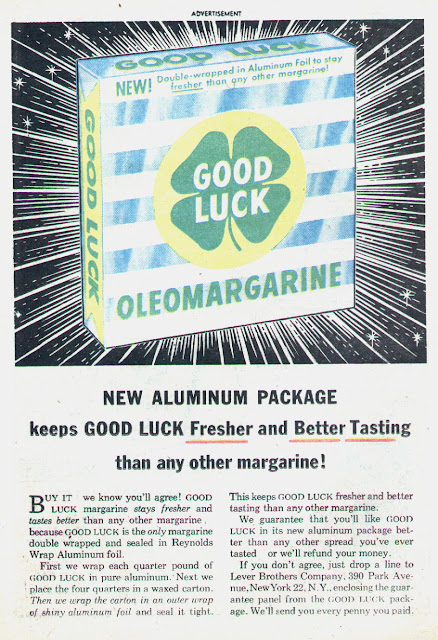 ADVERTISEMENT
GOOD LUCK
NEW! Double-wrapped in Aluminum Foil to stay
fresher than any other margarine!
GOOD LUCK
GOOD
LUCK
OLEOMARGARINE
NEW ALUMINUM PACKAGE
keeps GOOD LUCK Fresher and Better Tasting
than any other margarine!
BUY IT we know you'll agree! GOOD
LUCK margarine stays fresher and
tastes better than any other margarine,
because GOOD LUCK is the only margarine
double wrapped and sealed in Reynolds
Wrap Aluminum foil.
First we wrap each quarter pound of
GOOD LUCK in pure aluminum. Next we
place the four quarters in a waxed carton.
Then we wrap the carton in an outer wrap
of shiny aluminum foil and seal it tight.
This keeps GOOD LUCK fresher and better
tasting than any other margarine.
We guarantee that you'll like GOOD
LUCK in its new aluminum package bet-
ter than any other spread you've ever
tasted or we'll refund your money.
If you don't agree, just drop a line to
Lever Brothers Company, 390 Park Ave-
nue, New York 22, N.Y., enclosing the guar-
antee panel from the GOOD LUCK pack-
age. We'll send you every penny you paid.